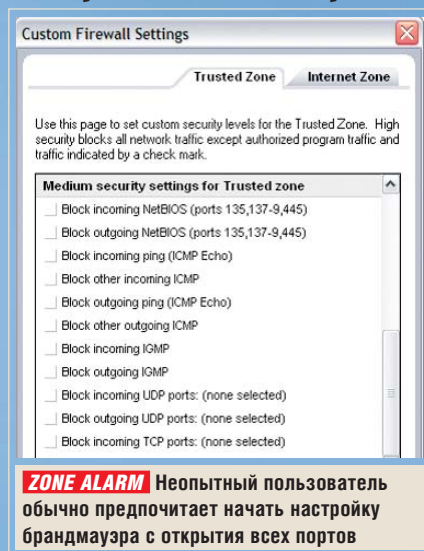 Custom Firewall Settings
Trusted Zone Internet Zone
Use this page to set custom security levels for the Trusted Zone. High
security blocks all network traffic except authorized program traffic and
traffic indicated by a check mark.
Medium security settings for Trusted zone
Block incoming NetBIOS (ports 135,137-9,445)
Block outgoing NetBIOS (ports 135,137-9,445)
Block incoming ping (ICMP Echo)
Block other incoming ICMP
Block outgoing ping (ICMP Echo)
Block other outgoing ICMP
Block incoming IGMP
Block outgoing IGMP
Block incoming UDP ports: (none selected)
Block outgoing UDP ports: (none selected)
Block incoming TCP ports: (none selected)
ZONE ALARM Неопытный пользователь
обычно предпочитает начать настройку
брандмауэра с открытия всех портов